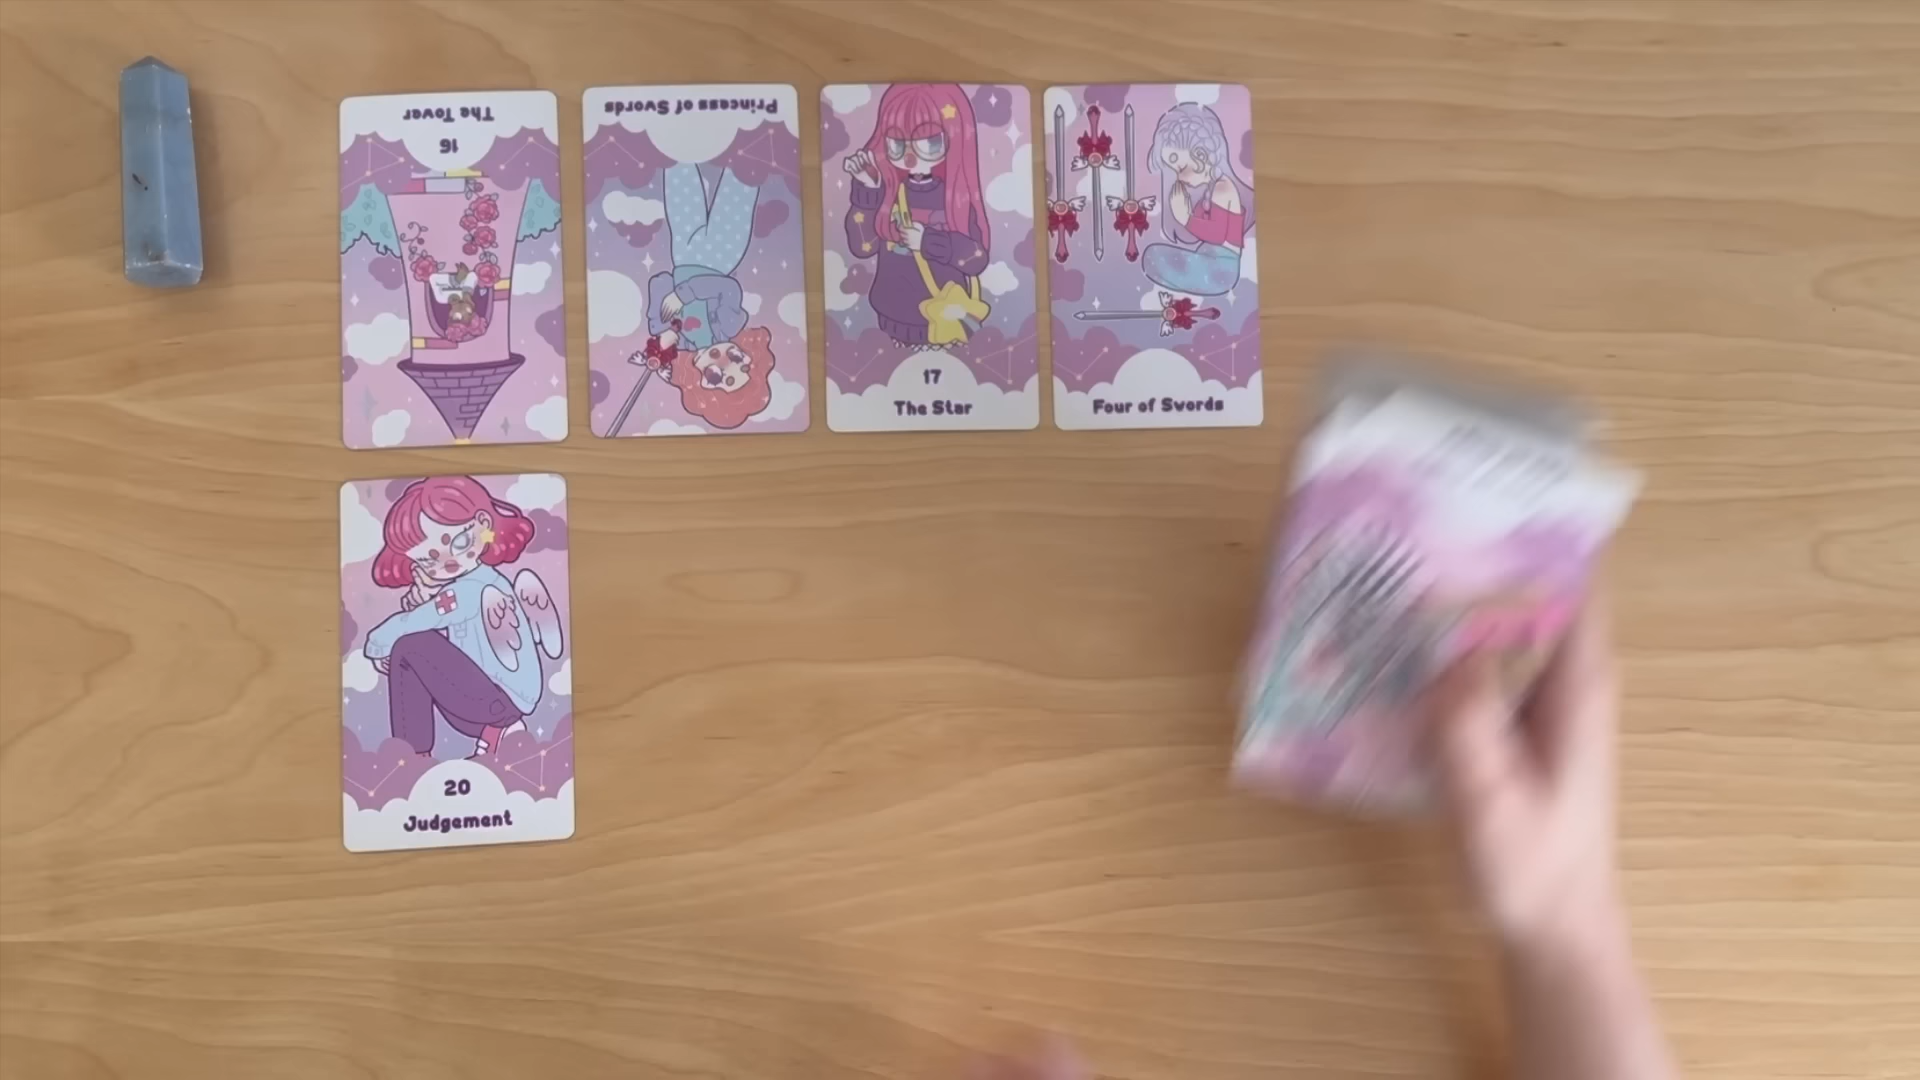 The Tower
16
Princess of Swords
17
The Star
Four of Swords
20
Judgement